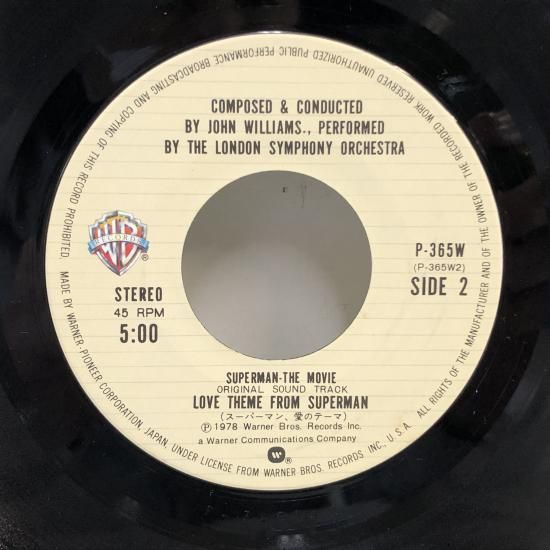 COMPOSED & CONDUCTED
BY JOHN WILLIAMS., PERFORMED
BY THE LONDON SYMPHONY ORCHESTRA
WB
RECORDS
®
P-365W
(P-365W2)
STEREO
SIDE 2
45 RPM
5:00
SUPERMAN-THE MOVIE
ORIGINAL SOUND TRACK
LOVE THEME FROM SUPERMAN
(スーパーマン、愛のテーマ)
Ⓟ 1978 Warner Bros. Records Inc.
a Warner Communications Company
®
MADE BY WARNER-PIONEER CORPORATION, JAPAN, UNDER LICENSE FROM WARNER BROS. RECORDS INC., U.S.A. ALL RIGHTS OF THE MANUFACTURER AND OF THE OWNER OF THE RECORDED WORK RESERVED UNAUTHORIZED PUBLIC PERFORMANCE BROADCASTING AND COPYING OF THIS RECORD PROHIBITED.